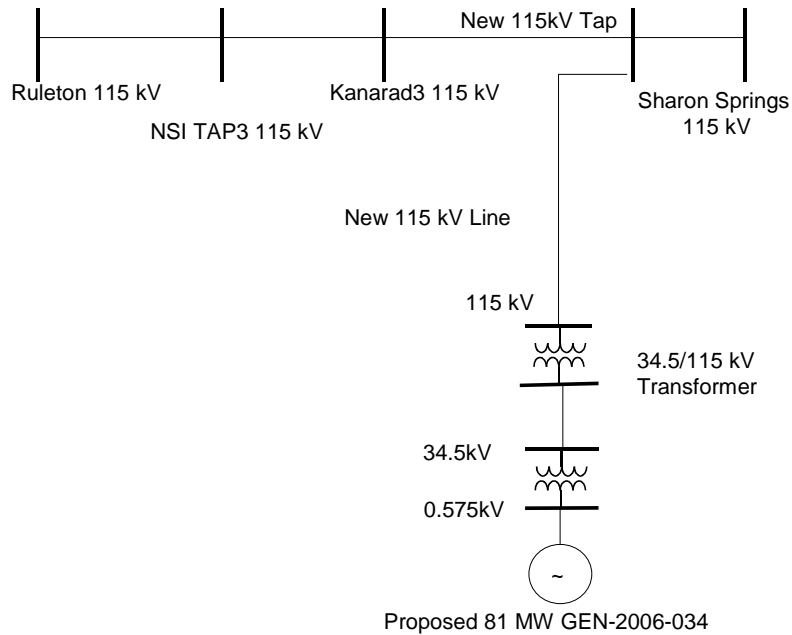 New 115kV Tap
Ruleton 115 kV
Kanarad3 115 kV
Sharon Springs
115 kV
NSI TAP3 115 kV
New 115 kV Line
115 kV
34.5/115 kV
Transformer
34.5kV
0.575kV
~
Proposed 81 MW GEN-2006-034